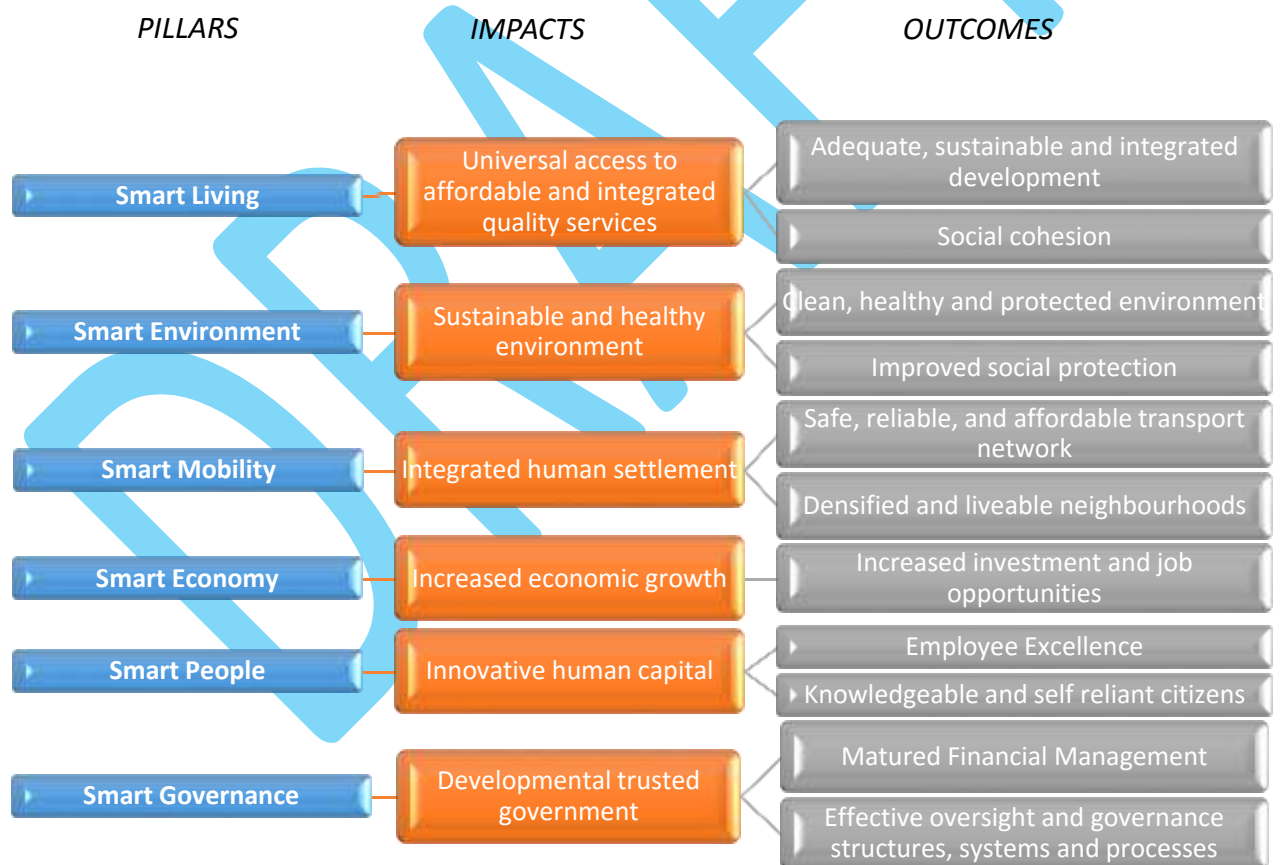 PILLARS IMPACTS OUTCOMES
Smart Living
Universal access to
affordable and integrated
quality services
Adequate, sustainable and integrated
development
Social cohesion
Smart Environment
Sustainable and healthy
environment
Clean, healthy and protected environment
Improved social protection
Smart Mobility
Integrated human settlement
Safe, reliable, and affordable transport
network
Densified and liveable neighbourhoods
Smart Economy
Increased economic growth
Increased investment and job
opportunities
Smart People
Innovative human capital
Employee Excellence
Knowledgeable and self reliant citizens
Smart Governance
Developmental trusted
government
Matured Financial Management
Effective oversight and governance
structures, systems and processes
DRAFT